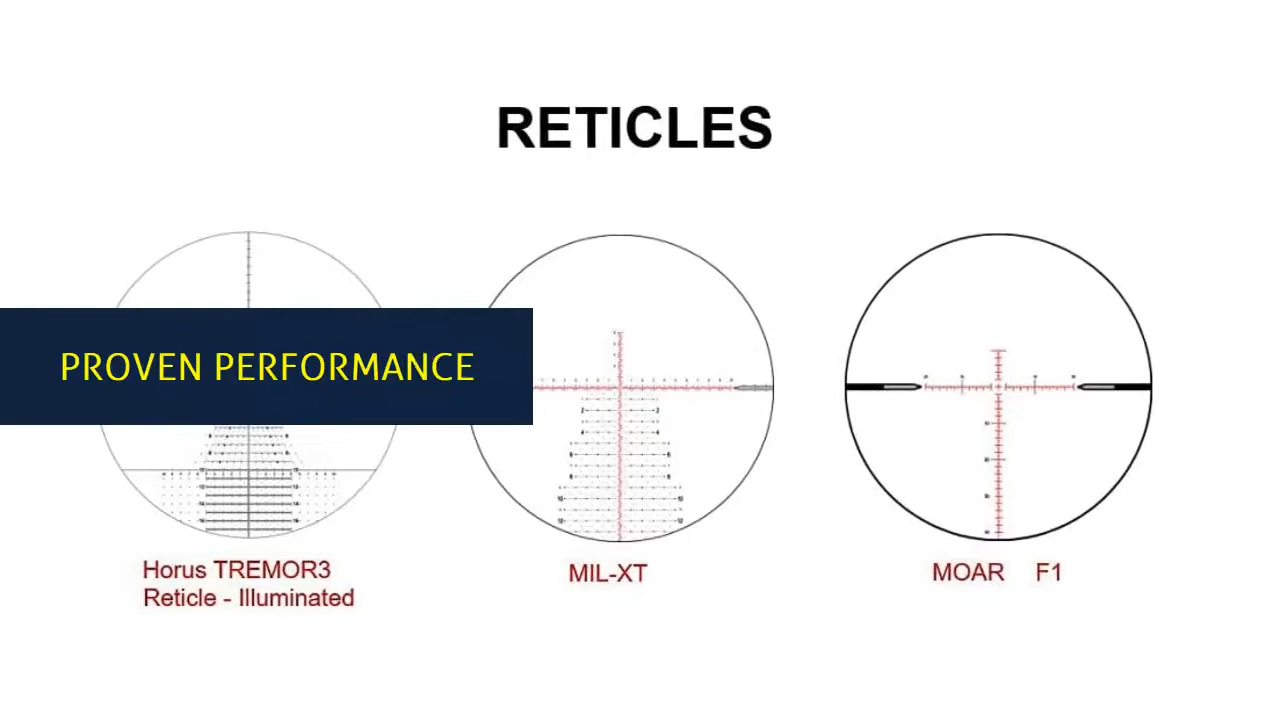 RETICLES
PROVEN PERFORMANCE
Horus TREMOR3
Reticle - Illuminated
MIL-XT
MOAR F1